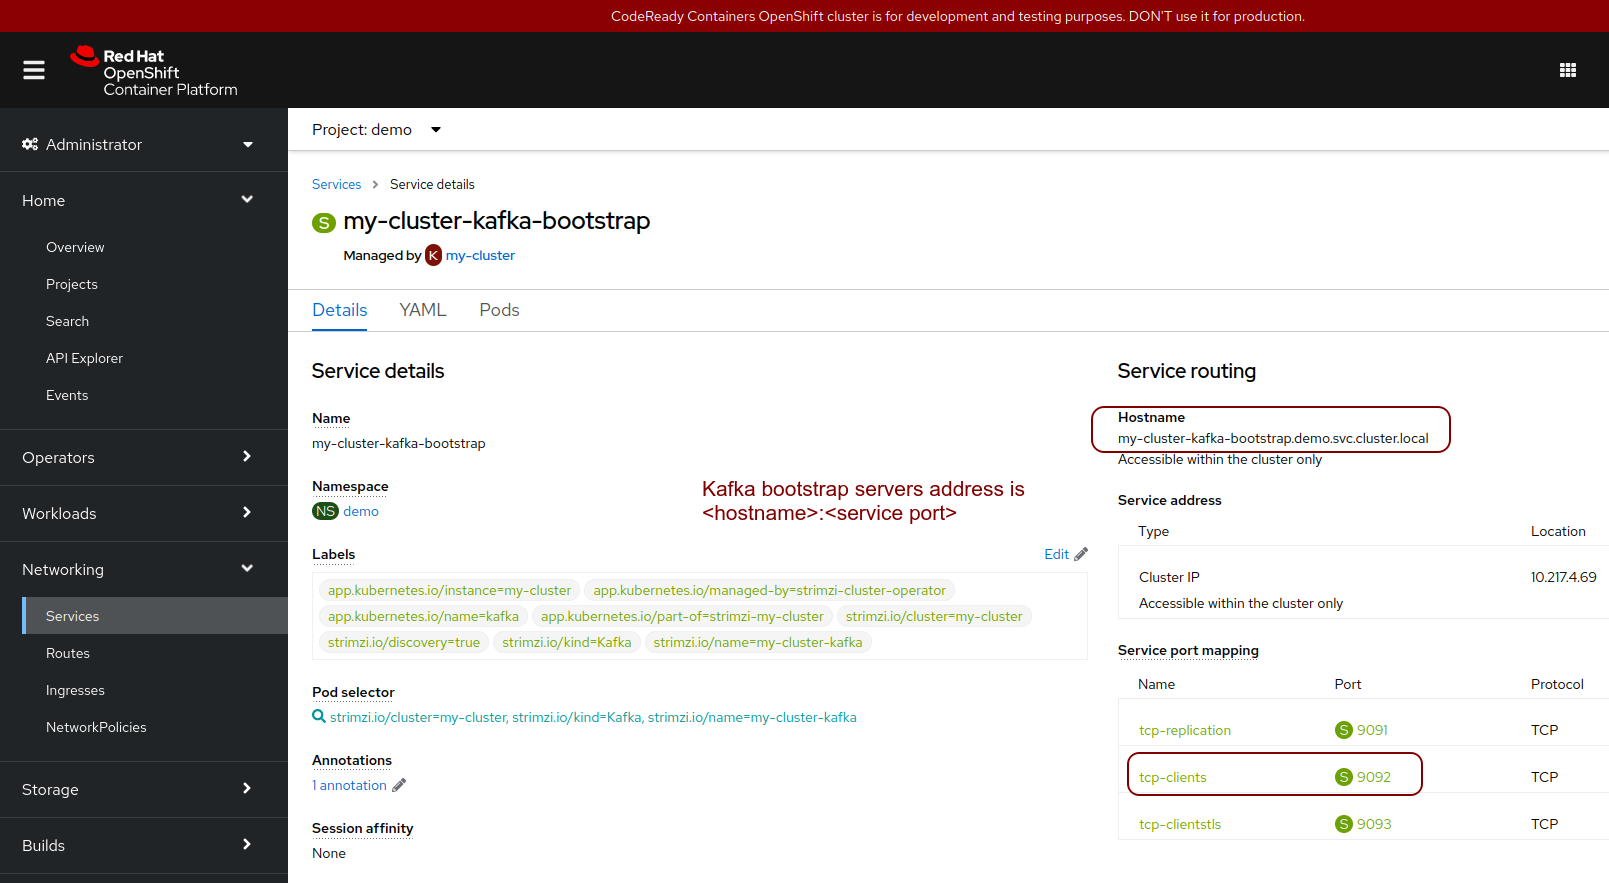 CodeReady Containers OpenShift cluster is for development and testing purposes. DON'T use it for production.
Red Hat
OpenShift
Container Platform
Administrator
Home
Overview
Projects
Search
API Explorer
Events
Operators
Workloads
Networking
Services
Routes
Ingresses
NetworkPolicies
Storage
Builds
Project: demo
Services > Service details
S my-cluster-kafka-bootstrap
Managed by K my-cluster
Details YAML Pods
Service details
Name
my-cluster-kafka-bootstrap
Namespace
NS demo
Kafka bootstrap servers address is
<hostname>:<service port>
Labels Edit
app.kubernetes.io/instance=my-cluster app.kubernetes.io/managed-by=strimzi-cluster-operator
app.kubernetes.io/name=kafka app.kubernetes.io/part-of=strimzi-my-cluster strimzi.io/cluster=my-cluster
strimzi.io/discovery=true strimzi.io/kind=Kafka strimzi.io/name=my-cluster-kafka
Pod selector
strimzi.io/cluster=my-cluster, strimzi.io/kind=Kafka, strimzi.io/name=my-cluster-kafka
Annotations
1 annotation
Session affinity
None
Service routing
Hostname
my-cluster-kafka-bootstrap.demo.svc.cluster.local
Accessible within the cluster only
Service address
Type Location
Cluster IP 10.217.4.69
Accessible within the cluster only
Service port mapping
Name Port Protocol
tcp-replication S 9091 TCP
tcp-clients S 9092 TCP
tcp-clientstls S 9093 TCP